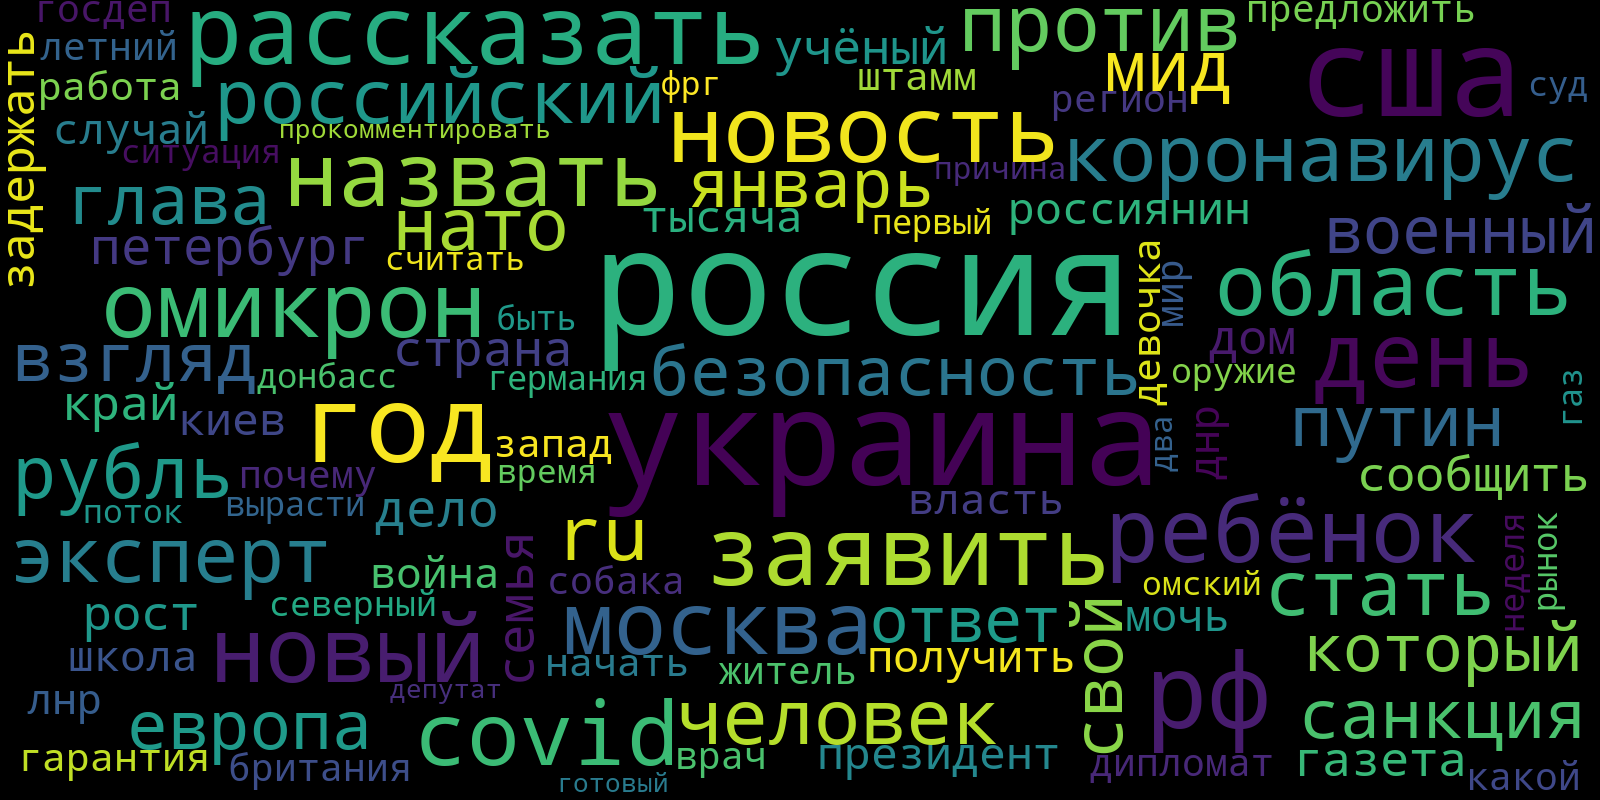 госдеп
рассказать
против
предложить
летний
учёный
сша
мид
задержать
работа
российский
фрг
штамм
регион
суд
случай
прокомментировать
новость
коронавирус
ситуация
назвать
январь
причина
глава
нато
тысяча
первый
россиянин
военный
петербург
считать
россия
девочка
мир
область
омикрон
быть
страна
взгляд
донбасс
германия
безопасность
дом
оружие
день
край
киев
год
запад
украина
два
днр
путин
газ
рубль
почему
время
сообщить
поток
вырасти
дело
власть
эксперт
ru
заявить
ребёнок
неделя
рынок
война
семья
собака
омский
стать
рост
северный
москва
ответ
свой
мочь
школа
новый
начать
житель
получить
который
лнр
депутат
рф
европа
covid
человек
санкция
гарантия
британия
врач
президент
дипломат
газета
готовый
какой